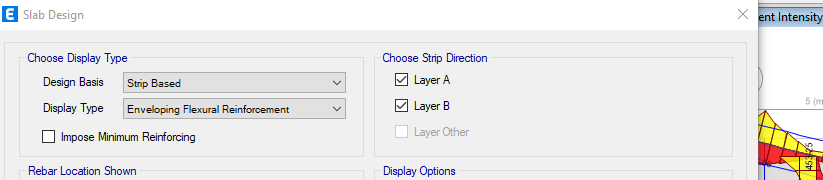 Slab Design
ent Intensity
Choose Display Type
Design Basis
Strip Based
Display Type
Enveloping Flexural Reinforcement
Impose Minimum Reinforcing
Choose Strip Direction
Layer A
Layer B
Layer Other
5 (m
Rebar Location Shown
Display Options